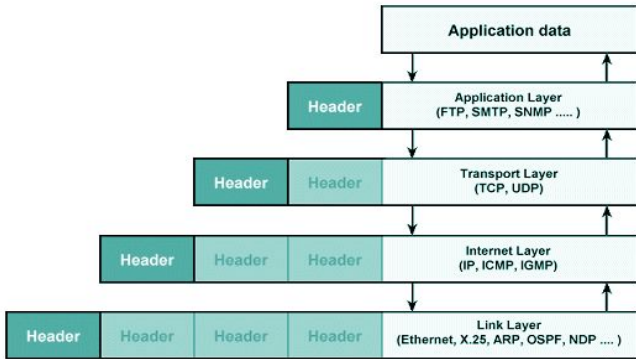 Application data
Header
Application Layer
(FTP, SMTP, SNMP ..... )
Header
Header
Transport Layer
(TCP, UDP)
Header
Header
Header
Internet Layer
(IP, ICMP, IGMP)
Header
Header
Header
Header
Link Layer
(Ethernet, X.25, ARP, OSPF, NDP .... )